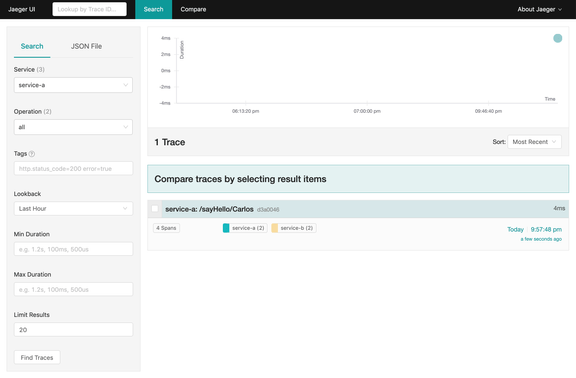 Jaeger UI
Lookup by Trace ID...
Search
Compare
About Jaeger
Search
JSON File
Service (3)
service-a
Operation (2)
all
Tags
http.status_code=200 error=true
Lookback
Last Hour
Min Duration
e.g. 1.2s, 100ms, 500us
Max Duration
e.g. 1.2s, 100ms, 500us
Limit Results
20
Find Traces
Duration
4ms
2ms
0ms
-2ms
-4ms
Time
06:13:20 pm
07:00:00 pm
09:46:40 pm
1 Trace
Sort:
Most Recent
Compare traces by selecting result items
service-a: /sayHello/Carlos d3a0046
4ms
4 Spans
service-a (2)
service-b (2)
Today
9:57:48 pm
a few seconds ago